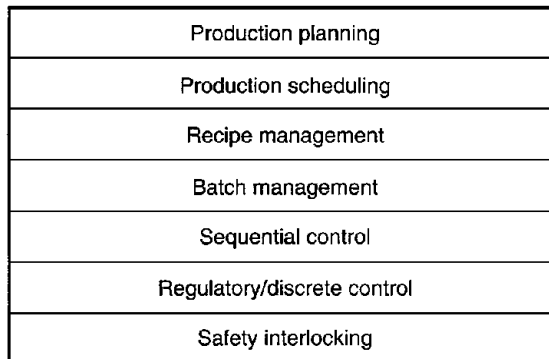 Production planning
Production scheduling
Recipe management
Batch management
Sequential control
Regulatory/discrete control
Safety interlocking